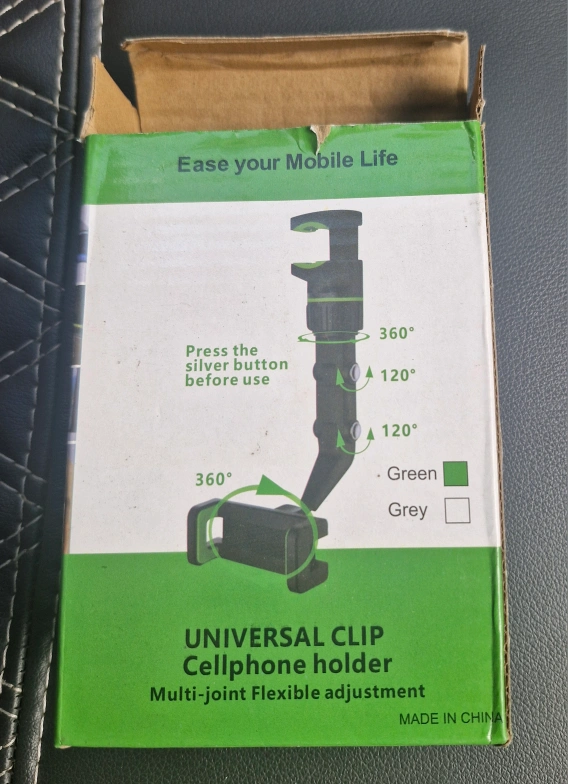 Ease your Mobile Life
360°
Press the
silver button
before use
120°
120°
Green
360°
Grey
UNIVERSAL CLIP
Cellphone holder
Multi-joint Flexible adjustment
MADE IN CHINA